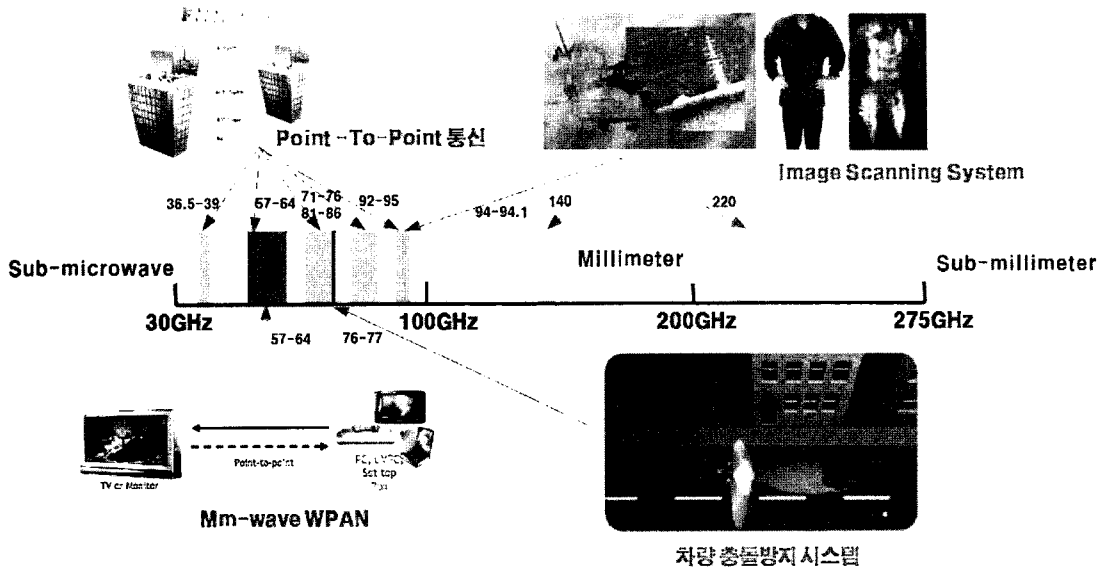 Point-To-Point 통신
Image Scanning System
36.5-39
57-64
71-76
81-86
92-95
94-94.1
140
220
Sub-microwave
Millimeter
Sub-millimeter
30GHz
100GHz
200GHz
275GHz
57-64
76-77
Point-to-point
TV or Monitor
Set top
Mm-wave WPAN
차량 충돌방지 시스템